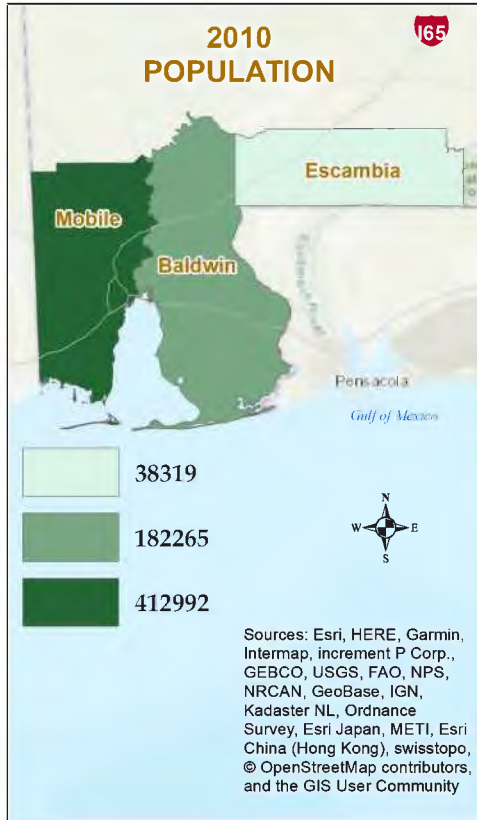 2010
POPULATION
I65
Escambia
Mobile
Baldwin
Pensacola
Gulf of Mexico
38319
182265
412992
N
W E
S
Sources: Esri, HERE, Garmin,
Intermap, increment P Corp.,
GEBCO, USGS, FAO, NPS,
NRCAN, GeoBase, IGN,
Kadaster NL, Ordnance
Survey, Esri Japan, METI, Esri
China (Hong Kong), swisstopo,
© OpenStreetMap contributors,
and the GIS User Community